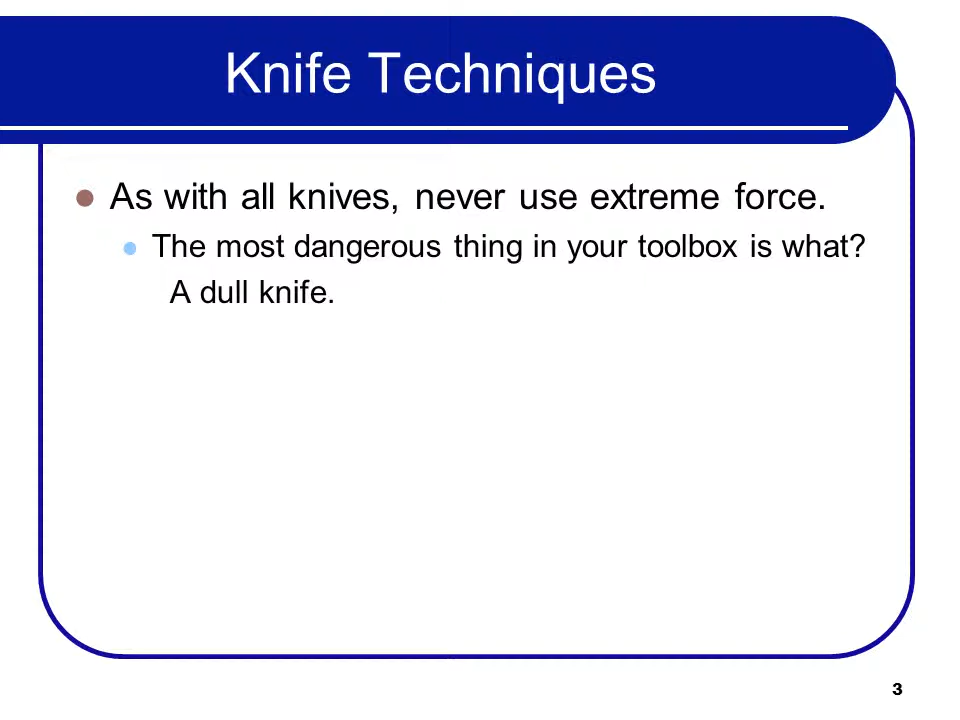 Knife Techniques
As with all knives, never use extreme force.
The most dangerous thing in your toolbox is what?
A dull knife.
3